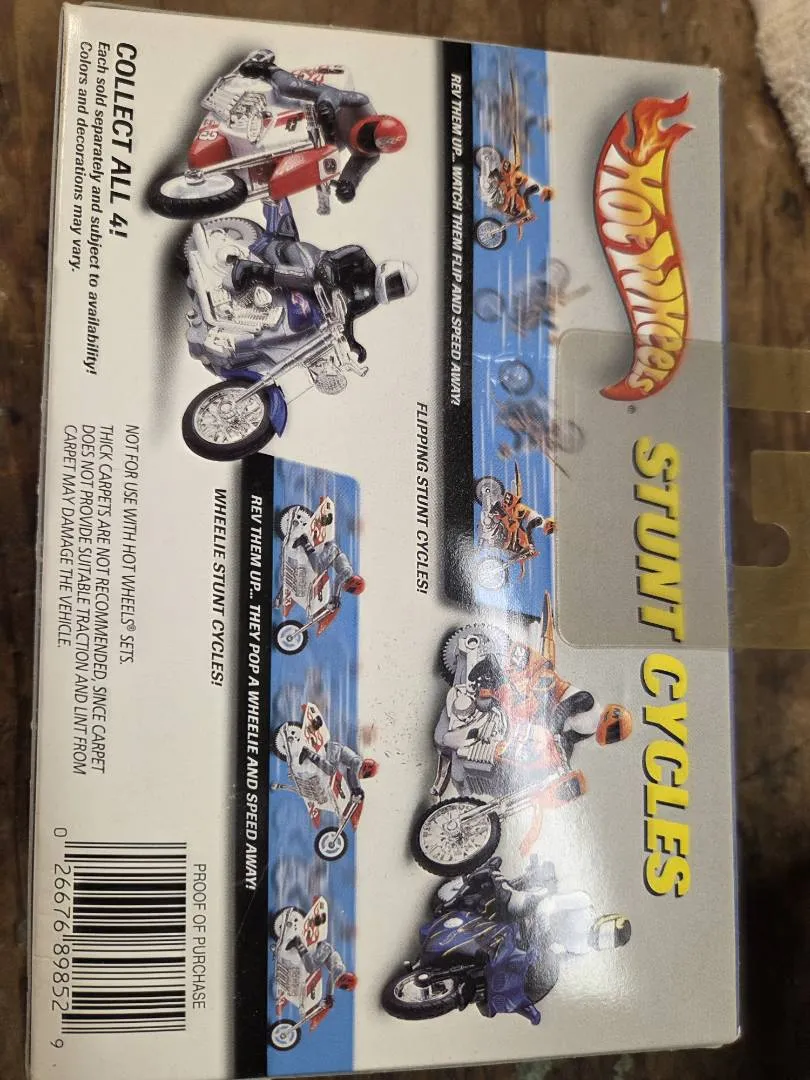 HOT WHEELS®
STUNT CYCLES
REV THEM UP... WATCH THEM FLIP AND SPEED AWAY!
FLIPPING STUNT CYCLES!
REV THEM UP... THEY POP A WHEELIE AND SPEED AWAY!
WHEELIE STUNT CYCLES!
COLLECT ALL 4!
Each sold separately and subject to availability!
Colors and decorations may vary.
NOT FOR USE WITH HOT WHEELS® SETS.
THICK CARPETS ARE NOT RECOMMENDED, SINCE CARPET
DOES NOT PROVIDE SUITABLE TRACTION AND LINT FROM
CARPET MAY DAMAGE THE VEHICLE.
PROOF OF PURCHASE
0 26676 89852 9